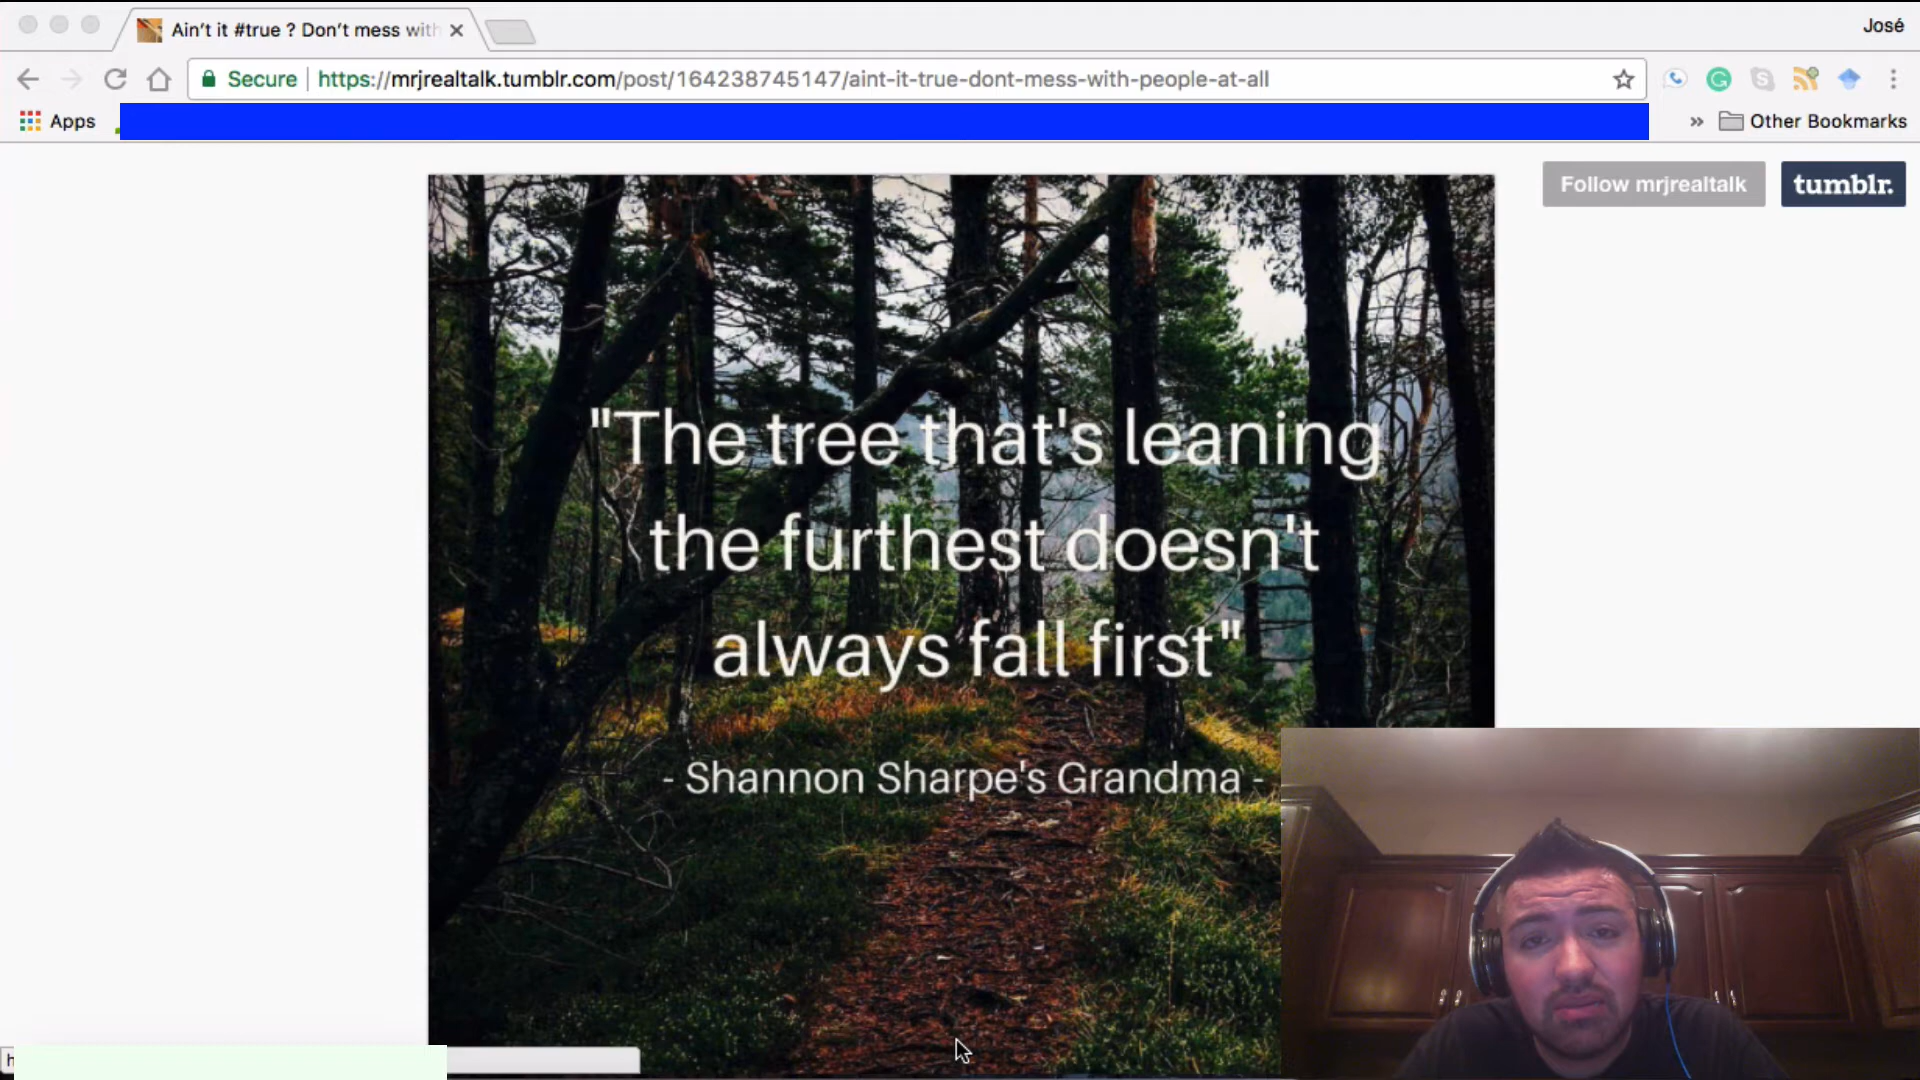 Ain't it #true ? Don't mess with
José
Secure
https://mrjrealtalk.tumblr.com/post/164238745147/aint-it-true-dont-mess-with-people-at-all
Apps
» Other Bookmarks
Follow mrjrealtalk
tumblr.
"The tree that's leaning
the furthest doesn't
always fall first"
- Shannon Sharpe's Grandma -
h